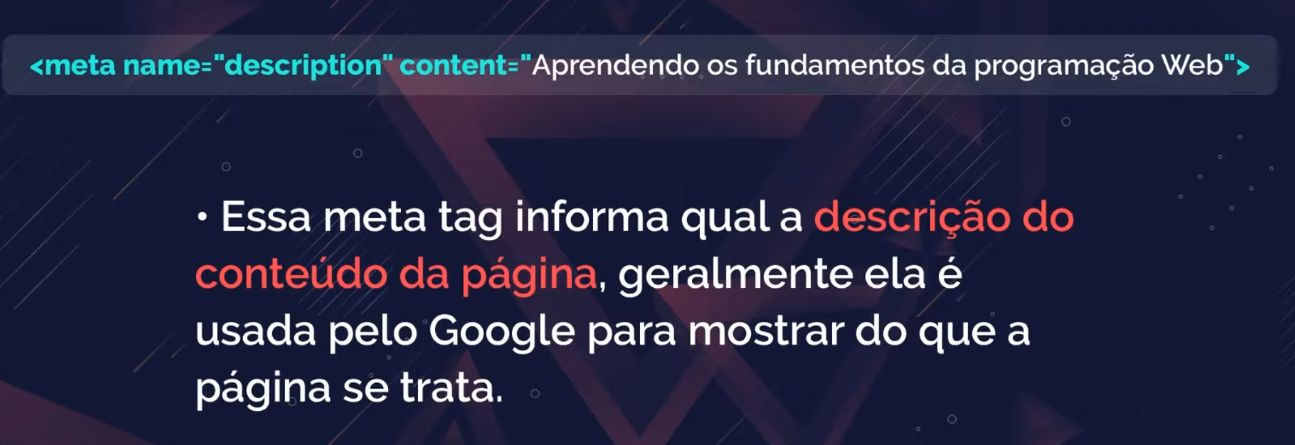 <meta name="description" content="Aprendendo os fundamentos da programação Web">
• Essa meta tag informa qual a descrição do
conteúdo da página, geralmente ela é
usada pelo Google para mostrar do que a
página se trata.